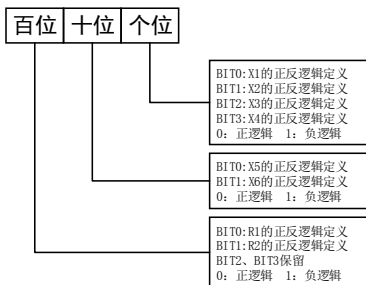 百位 十位 个位
BIT0:X1的正反逻辑定义
BIT1:X2的正反逻辑定义
BIT2:X3的正反逻辑定义
BIT3:X4的正反逻辑定义
0：正逻辑 1：负逻辑
BIT0:X5的正反逻辑定义
BIT1:X6的正反逻辑定义
0：正逻辑 1：负逻辑
BIT0:R1的正反逻辑定义
BIT1:R2的正反逻辑定义
BIT2、BIT3保留
0：正逻辑 1：负逻辑